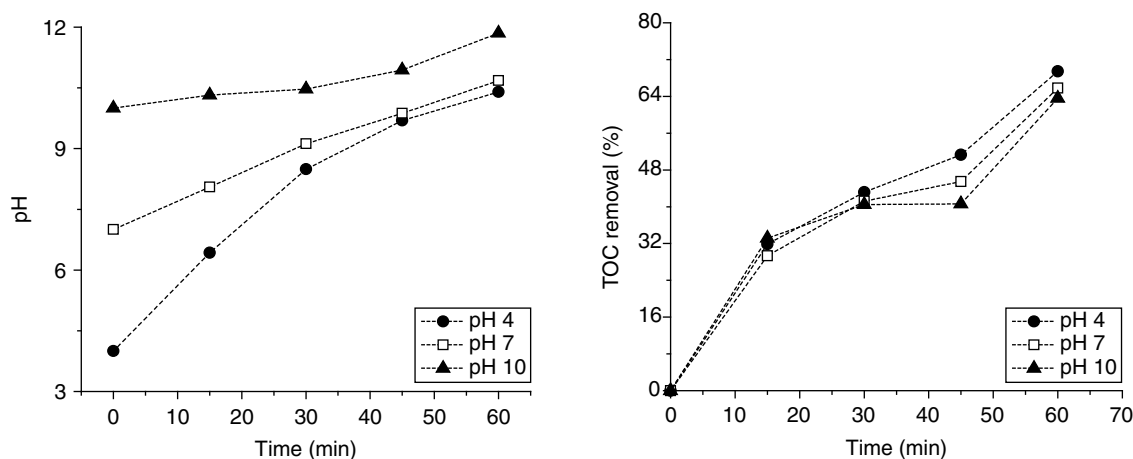 12
9
6
3
pH
0 10 20 30 40 50 60
Time (min)
pH 4
pH 7
pH 10
80
64
48
32
16
0
TOC removal (%)
0 10 20 30 40 50 60 70
Time (min)
pH 4
pH 7
pH 10